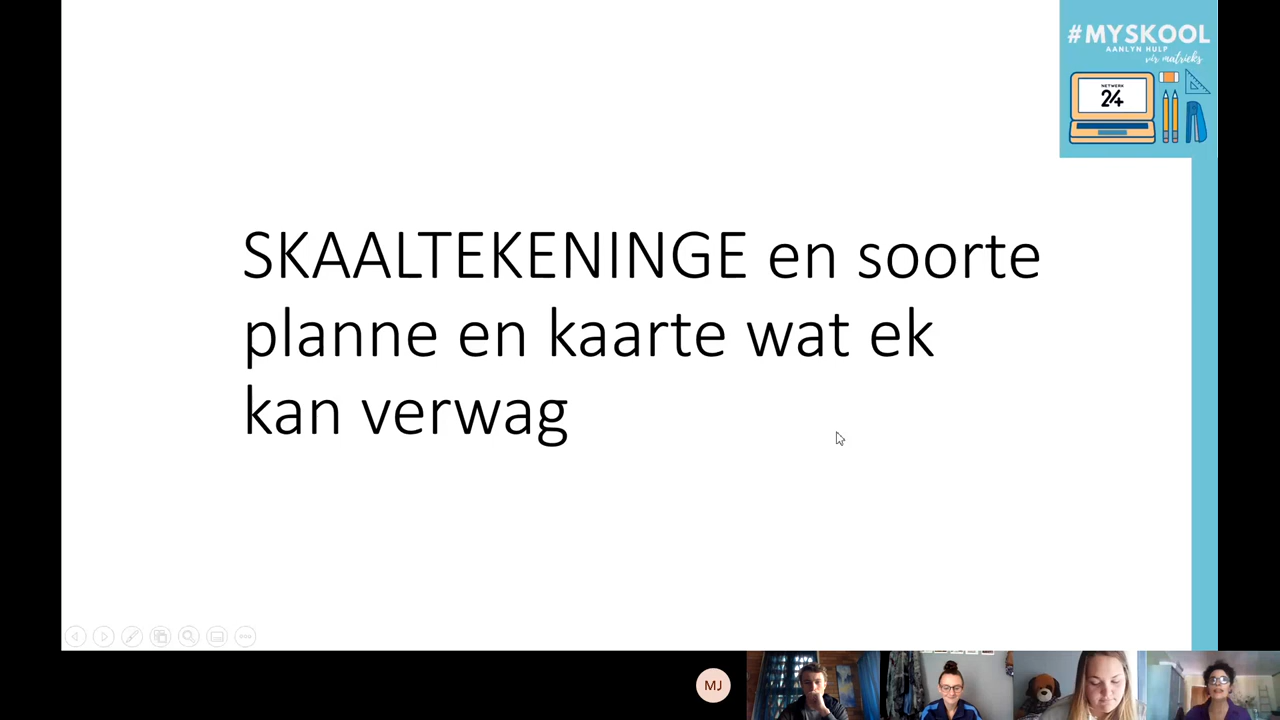 #MYSKOOL
AANLYN HULP
vir matrieks
NETWERK
24
SKAALTEKENINGE en soorte
planne en kaarte wat ek
kan verwag
MJ